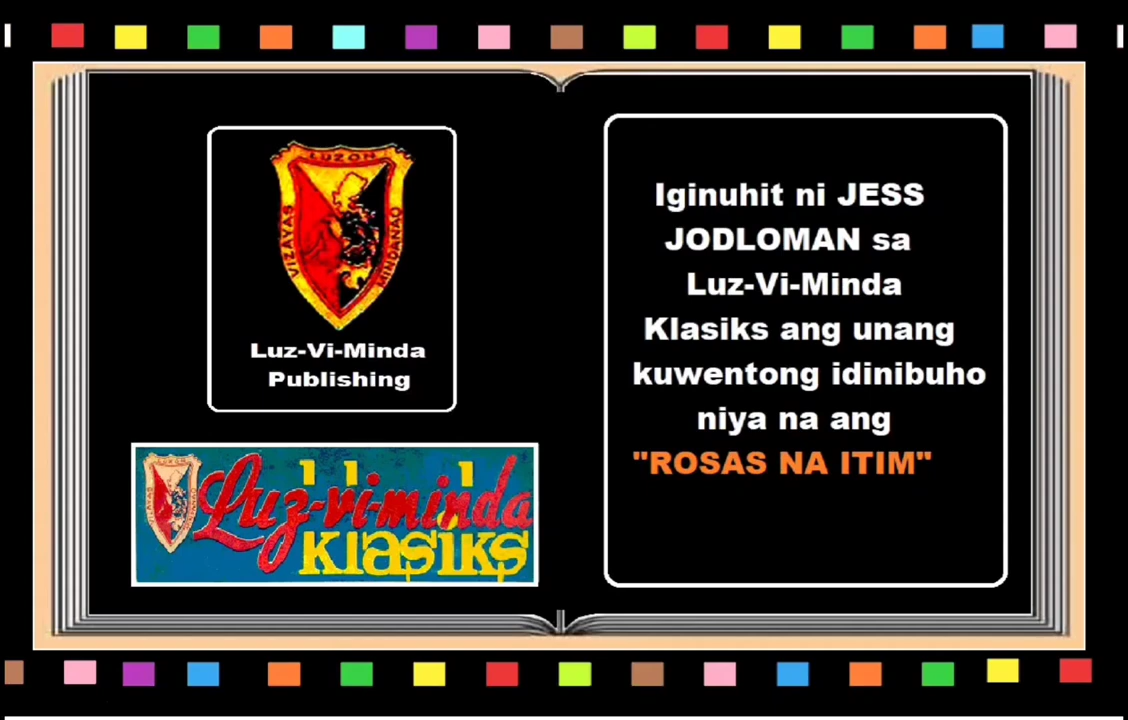 LUZON
VIZAYAS
MINDANAO
Luz-Vi-Minda
Publishing
Luz-vi-minda
Klasiks
Iginuhit ni JESS
JODLOMAN sa
Luz-Vi-Minda
Klasiks ang unang
kuwentong idinibuho
niya na ang
"ROSAS NA ITIM"